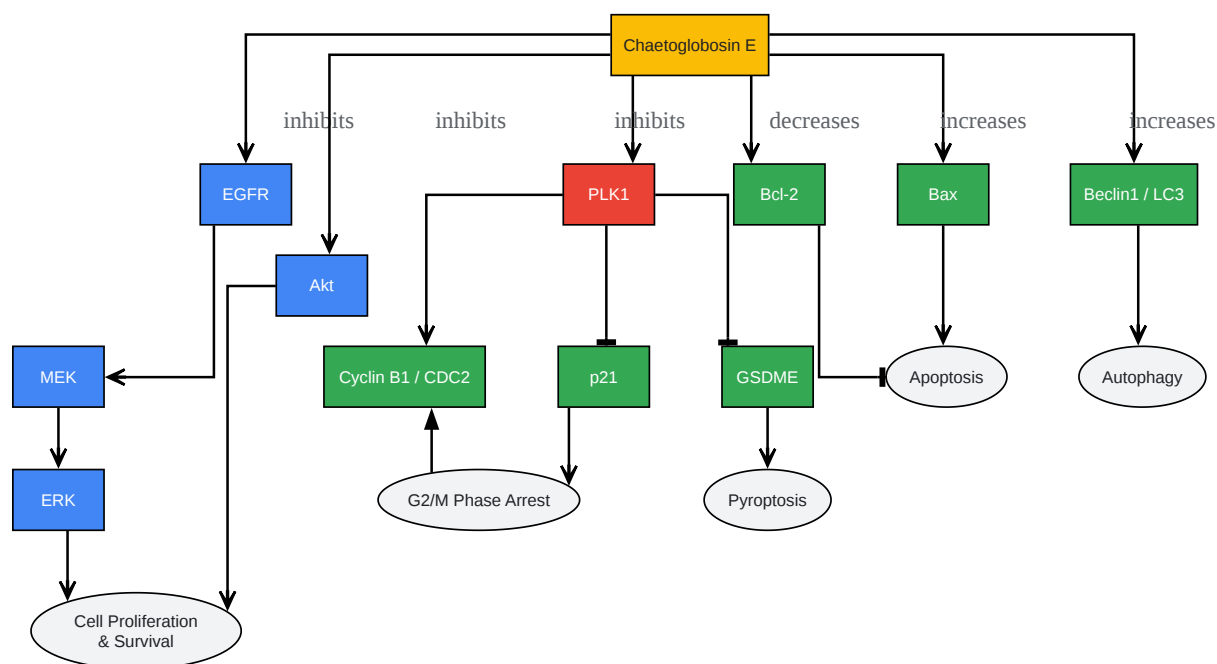 Chaetoglobosin E
inhibits
inhibits
inhibits
decreases
increases
increases
EGFR
PLK1
Bcl-2
Bax
Beclin1 / LC3
Akt
MEK
Cyclin B1 / CDC2
p21
GSDME
Apoptosis
Autophagy
ERK
G2/M Phase Arrest
Pyroptosis
Cell Proliferation
& Survival